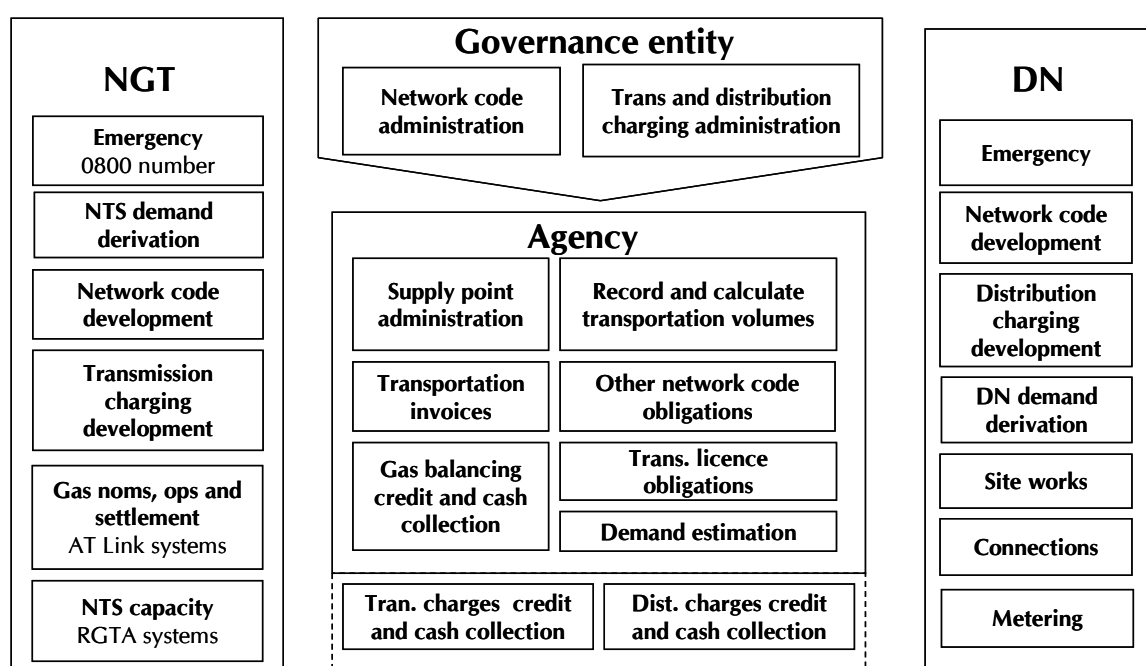 NGT
Emergency
0800 number
NTS demand
derivation
Network code
development
Transmission
charging
development
Gas noms, ops and
settlement
AT Link systems
NTS capacity
RGTA systems
Governance entity
Network code
administration
Trans and distribution
charging administration
Agency
Supply point
administration
Record and calculate
transportation volumes
Transportation
invoices
Other network code
obligations
Gas balancing
credit and cash
collection
Trans. licence
obligations
Demand estimation
Tran. charges credit
and cash collection
Dist. charges credit
and cash collection
DN
Emergency
Network code
development
Distribution
charging
development
DN demand
derivation
Site works
Connections
Metering